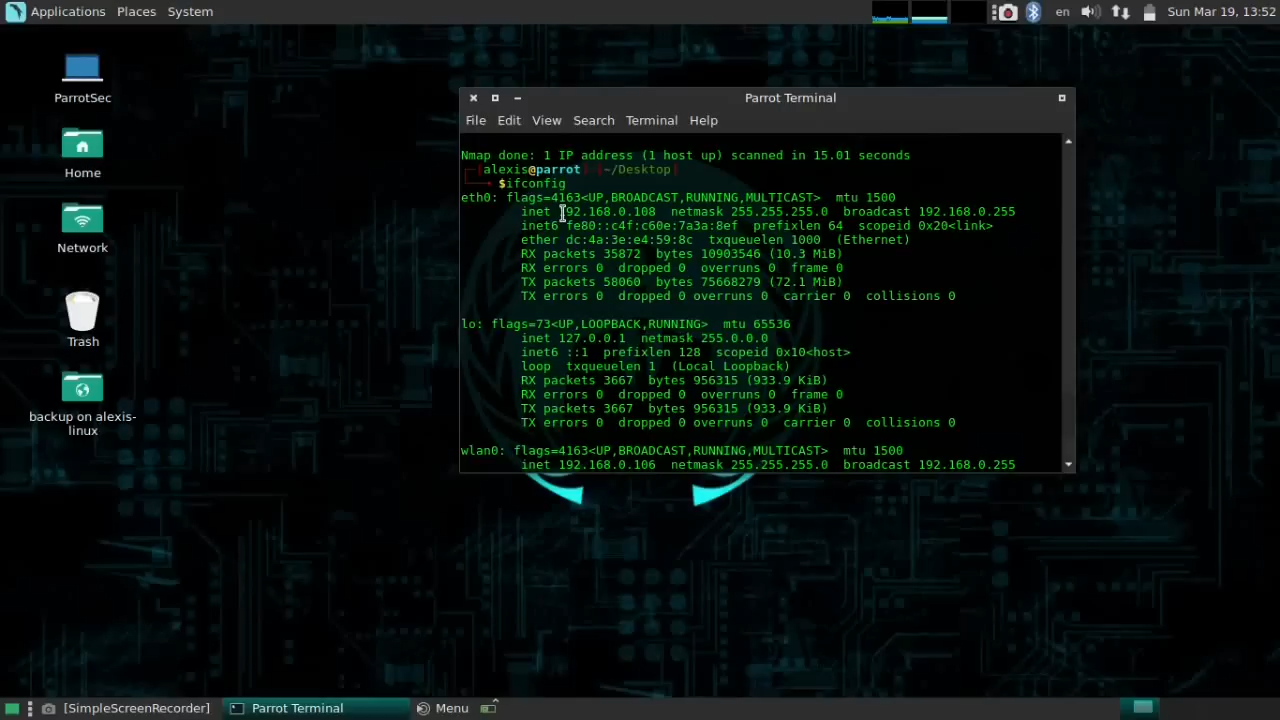 Applications Places System
en Sun Mar 19, 13:52
ParrotSec
Home
Network
Trash
backup on alexis-
linux
Parrot Terminal
File Edit View Search Terminal Help
Nmap done: 1 IP address (1 host up) scanned in 15.01 seconds
[alexis@parrot]-[~/Desktop]
$ifconfig
eth0: flags=4163<UP,BROADCAST,RUNNING,MULTICAST> mtu 1500
inet 192.168.0.108 netmask 255.255.255.0 broadcast 192.168.0.255
inet6 fe80::c4fc:c60e:7a3a:8ef prefixlen 64 scopeid 0x20<link>
ether dc:4a:3e:e4:59:8c txqueuelen 1000 (Ethernet)
RX packets 35872 bytes 10903546 (10.3 MiB)
RX errors 0 dropped 0 overruns 0 frame 0
TX packets 58060 bytes 75668279 (72.1 MiB)
TX errors 0 dropped 0 overruns 0 carrier 0 collisions 0
lo: flags=73<UP,LOOPBACK,RUNNING> mtu 65536
inet 127.0.0.1 netmask 255.0.0.0
inet6 ::1 prefixlen 128 scopeid 0x10<host>
loop txqueuelen 1 (Local Loopback)
RX packets 3667 bytes 956315 (933.9 KiB)
RX errors 0 dropped 0 overruns 0 frame 0
TX packets 3667 bytes 956315 (933.9 KiB)
TX errors 0 dropped 0 overruns 0 carrier 0 collisions 0
wlan0: flags=4163<UP,BROADCAST,RUNNING,MULTICAST> mtu 1500
inet 192.168.0.106 netmask 255.255.255.0 broadcast 192.168.0.255
[SimpleScreenRecorder] Parrot Terminal Menu